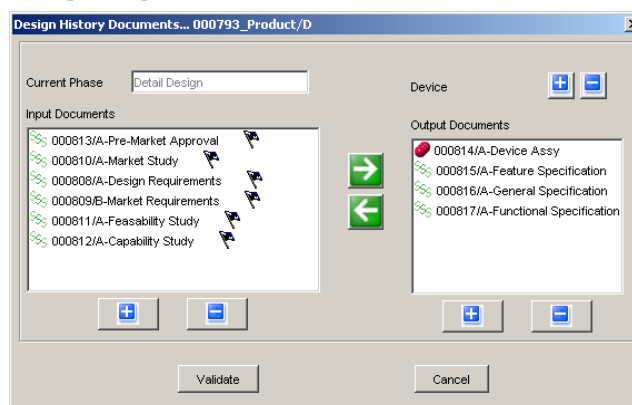 Design History Documents... 000793_Product/D
Current Phase
Detail Design
Device
Input Documents
000813/A-Pre-Market Approval
000810/A-Market Study
000808/A-Design Requirements
000809/B-Market Requirements
000811/A-Feasability Study
000812/A-Capability Study
Output Documents
000814/A-Device Assy
000815/A-Feature Specification
000816/A-General Specification
000817/A-Functional Specification
Validate
Cancel